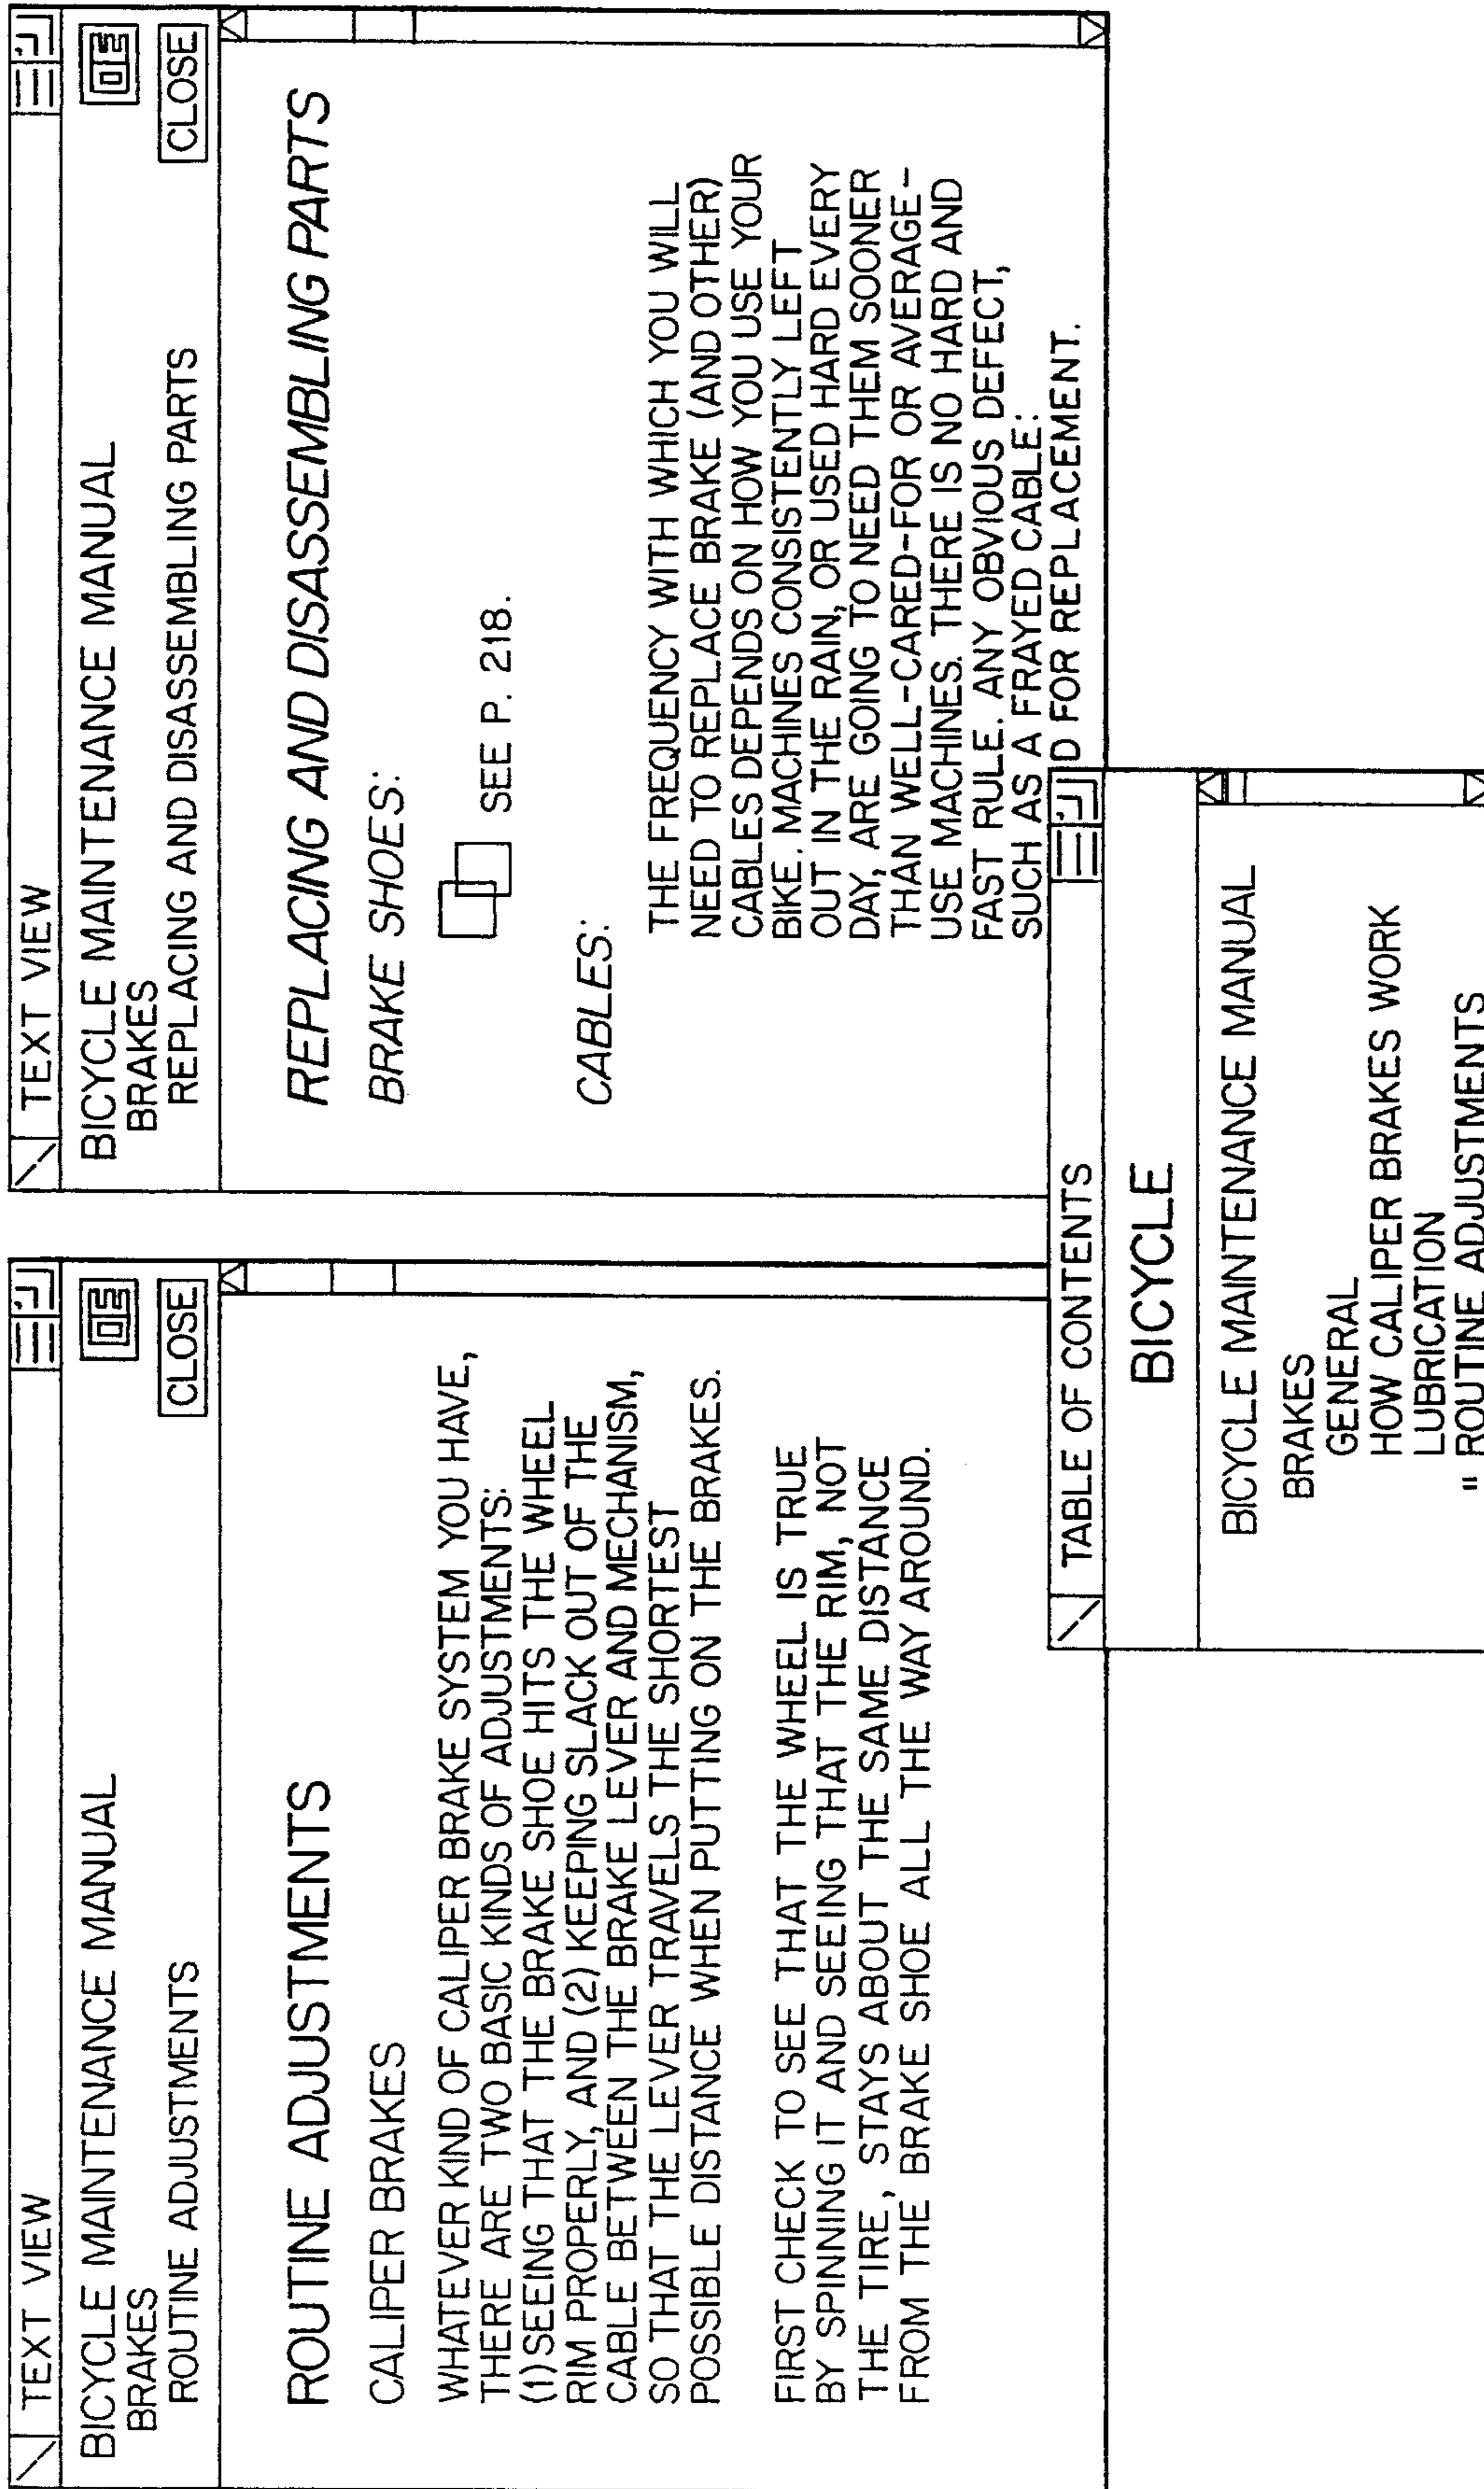 TEXT VIEW
BICYCLE MAINTENANCE MANUAL
BRAKES
ROUTINE ADJUSTMENTS
CLOSE
ROUTINE ADJUSTMENTS
CALIPER BRAKES
WHATEVER KIND OF CALIPER BRAKE SYSTEM YOU HAVE,
THERE ARE TWO BASIC KINDS OF ADJUSTMENTS:
(1) SEEING THAT THE BRAKE SHOE HITS THE WHEEL
RIM PROPERLY, AND (2) KEEPING SLACK OUT OF THE
CABLE BETWEEN THE BRAKE LEVER AND MECHANISM,
SO THAT THE LEVER TRAVELS THE SHORTEST
POSSIBLE DISTANCE WHEN PUTTING ON THE BRAKES.
FIRST CHECK TO SEE THAT THE WHEEL IS TRUE
BY SPINNING IT AND SEEING THAT THE RIM, NOT
THE TIRE, STAYS ABOUT THE SAME DISTANCE
FROM THE BRAKE SHOE ALL THE WAY AROUND.
TEXT VIEW
BICYCLE MAINTENANCE MANUAL
BRAKES
REPLACING AND DISASSEMBLING PARTS
CLOSE
REPLACING AND DISASSEMBLING PARTS
BRAKE SHOES:
SEE P. 218.
CABLES:
THE FREQUENCY WITH WHICH YOU WILL
NEED TO REPLACE BRAKE (AND OTHER)
CABLES DEPENDS ON HOW YOU USE YOUR
BIKE. MACHINES CONSISTENTLY LEFT
OUT IN THE RAIN, OR USED HARD EVERY
DAY, ARE GOING TO NEED THEM SOONER
THAN WELL-CARED-FOR OR AVERAGE-
USE MACHINES. THERE IS NO HARD AND
FAST RULE. ANY OBVIOUS DEFECT,
SUCH AS A FRAYED CABLE:
D FOR REPLACEMENT.
TABLE OF CONTENTS
BICYCLE
BICYCLE MAINTENANCE MANUAL
BRAKES
GENERAL
HOW CALIPER BRAKES WORK
LUBRICATION
" ROUTINE ADJUSTMENTS